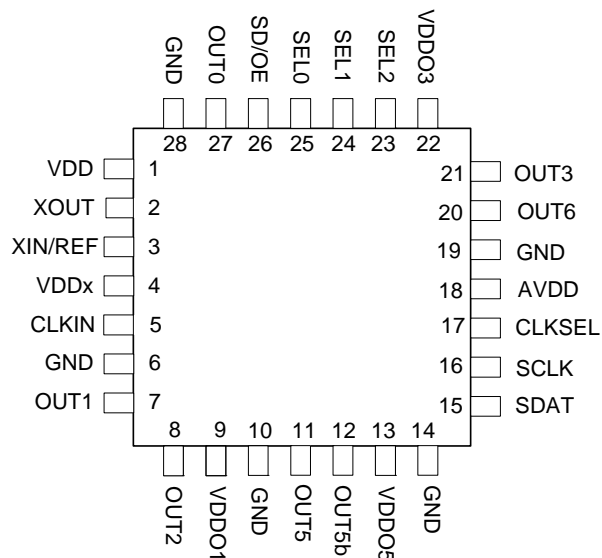 GND
OUT0
SD/OE
SEL0
SEL1
SEL2
VDDO3
28 27 26 25 24 23 22
VDD 1
XOUT 2
XIN/REF 3
VDDx 4
CLKIN 5
GND 6
OUT1 7
21 OUT3
20 OUT6
19 GND
18 AVDD
17 CLKSEL
16 SCLK
15 SDAT
8 9 10 11 12 13 14
OUT2
VDDO1
GND
OUT5
OUT5b
VDDO5
GND